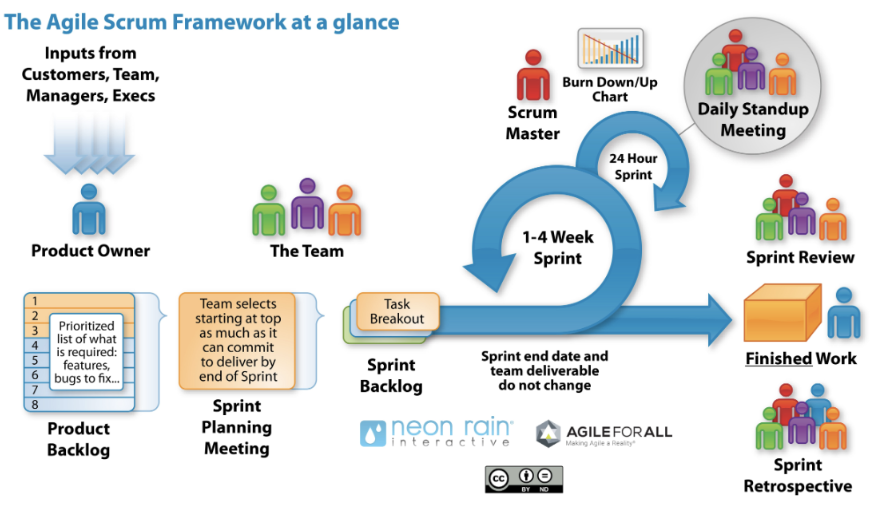 The Agile Scrum Framework at a glance
Inputs from
Customers, Team,
Managers, Execs
Product Owner
The Team
Scrum
Master
Burn Down/Up
Chart
Daily Standup
Meeting
24 Hour
Sprint
1-4 Week
Sprint
Sprint Review
1
2
3
4
5
6
7
8
Prioritized
list of what
is required:
features,
bugs to fix...
Product
Backlog
Team selects
starting at top
as much as it
can commit
to deliver by
end of Sprint
Sprint
Planning
Meeting
Task
Breakout
Sprint
Backlog
Sprint end date and
team deliverable
do not change
Finished Work
Sprint
Retrospective
neon rain®
interactive
AGILEFORALL
Making Agile a Reality®
cc
BY ND